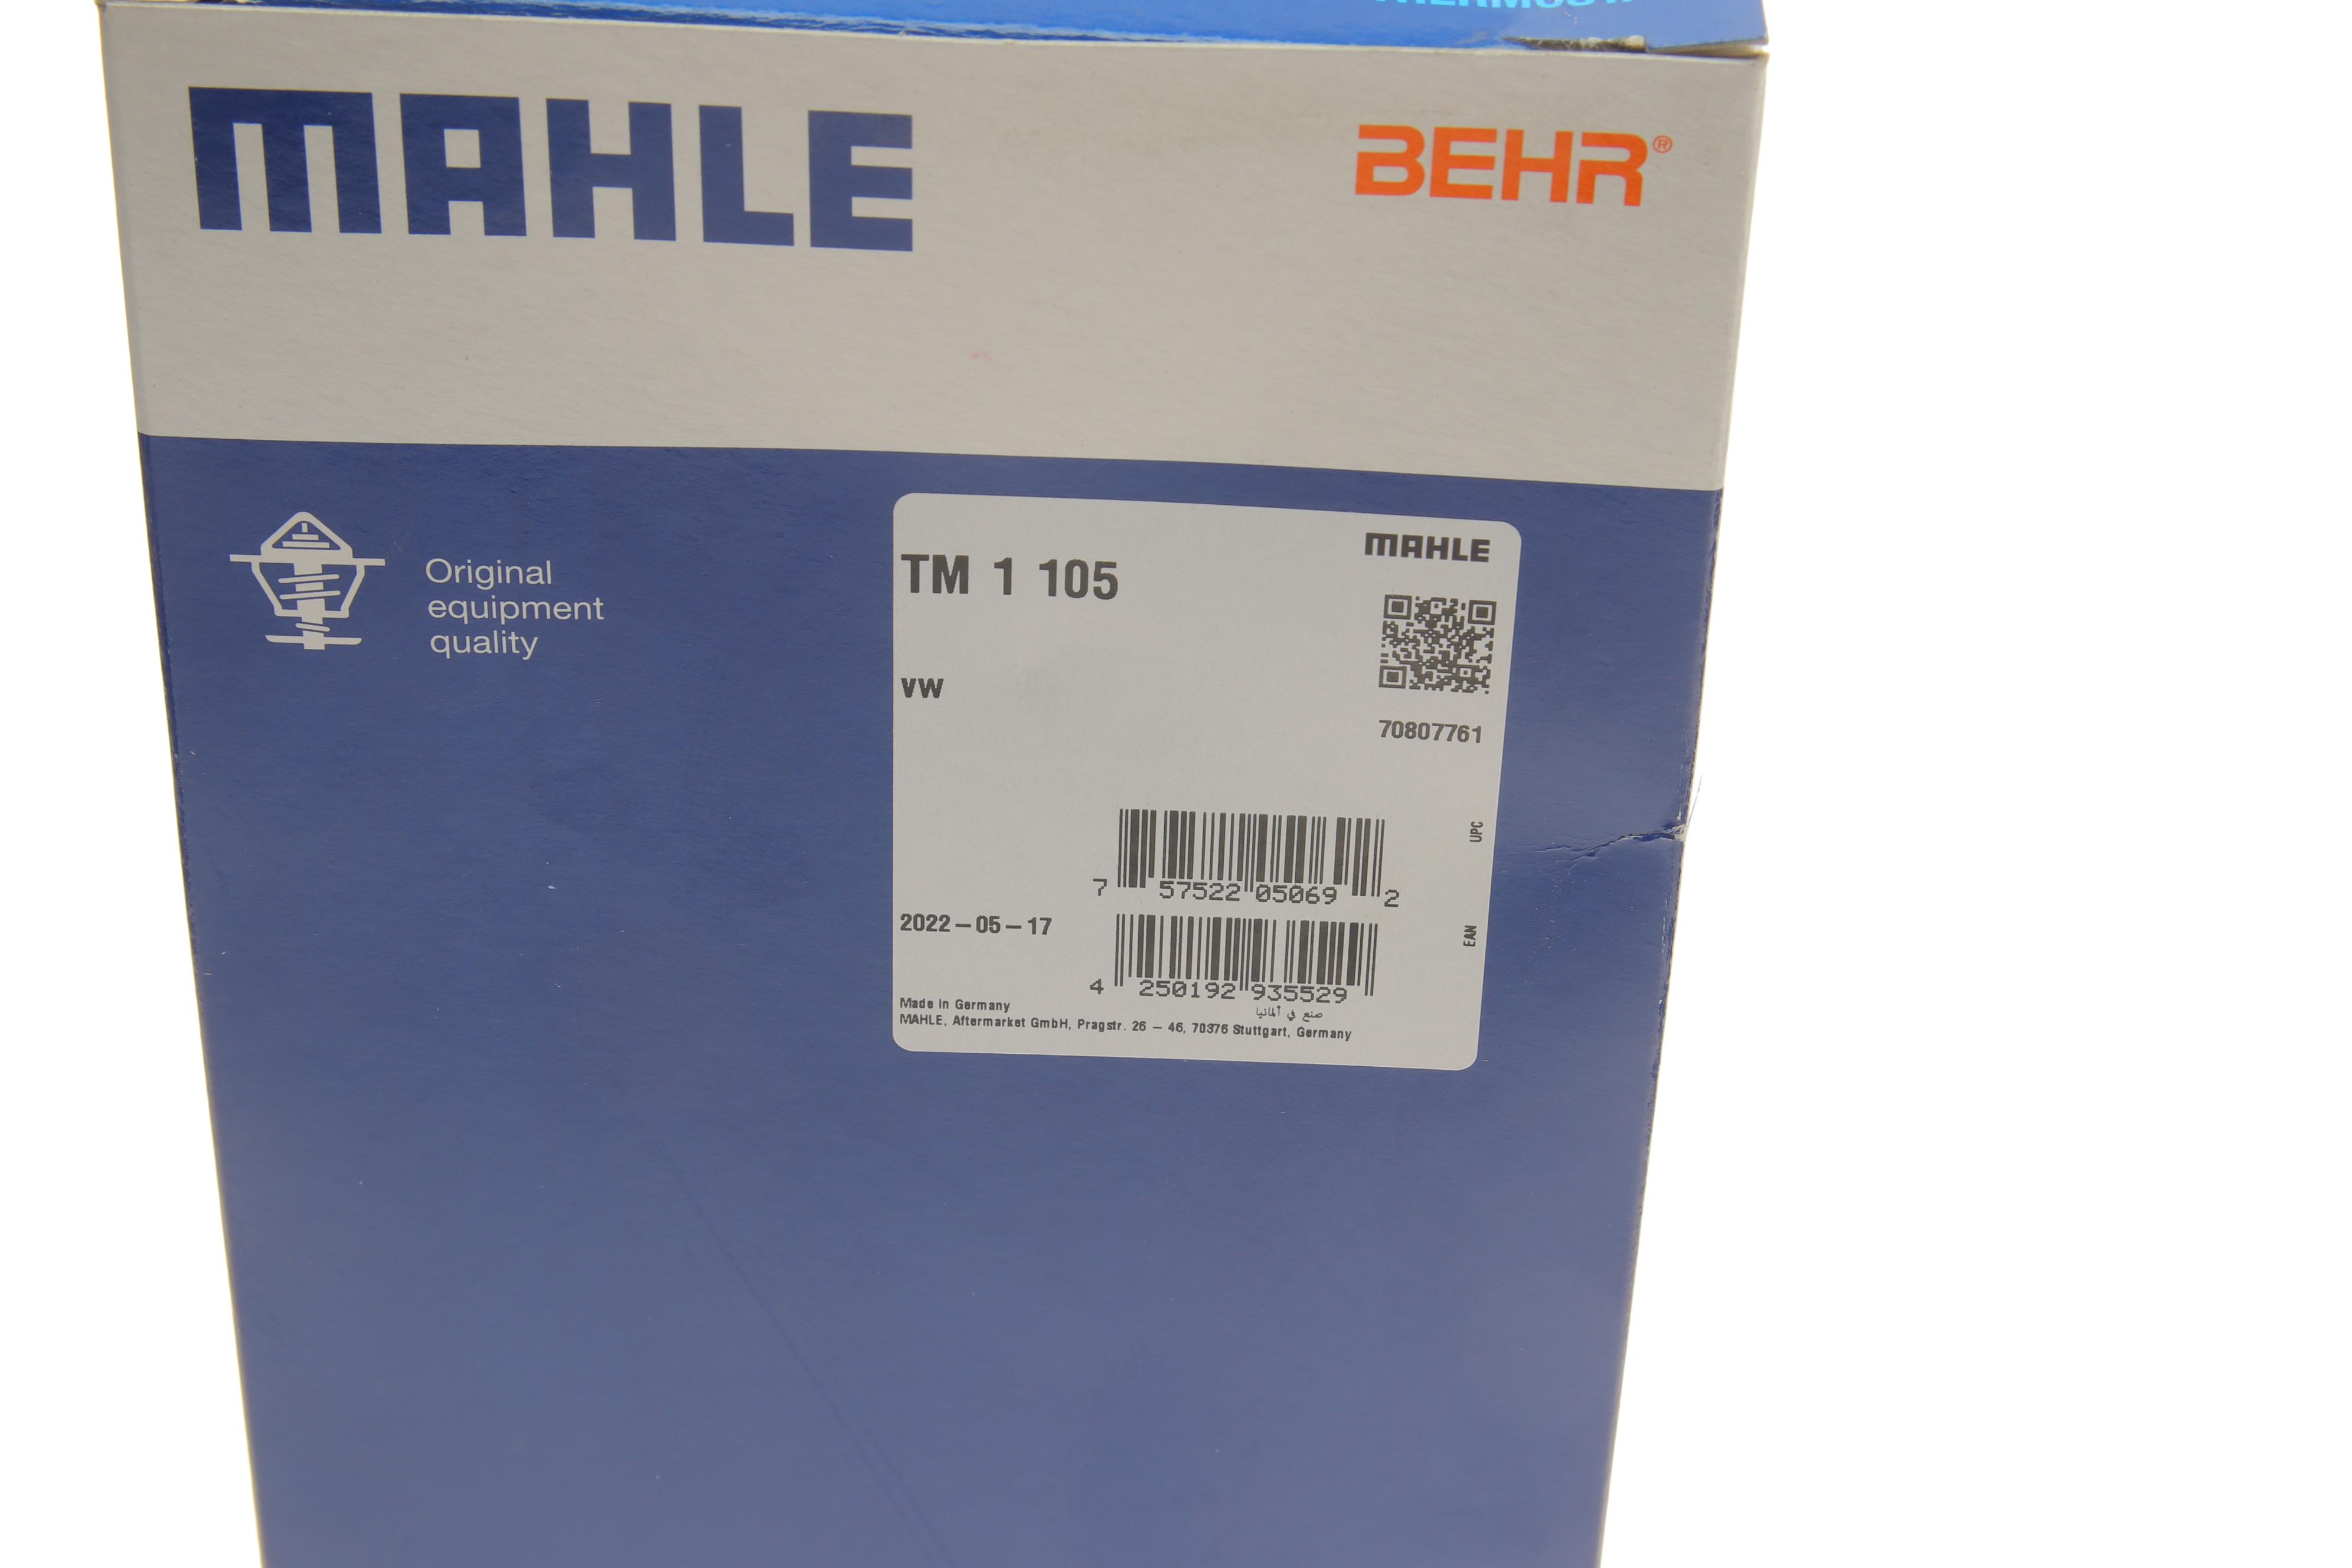 MAHLE
BEHR®
Original
equipment
quality
MAHLE
TM 1 105
VW
70807761
UPC
7 57522 05069 2
2022-05-17
EAN
4 250192 935529
Made in Germany
صنع في ألمانيا
MAHLE, Aftermarket GmbH, Pragstr. 26 – 46, 70376 Stuttgart, Germany